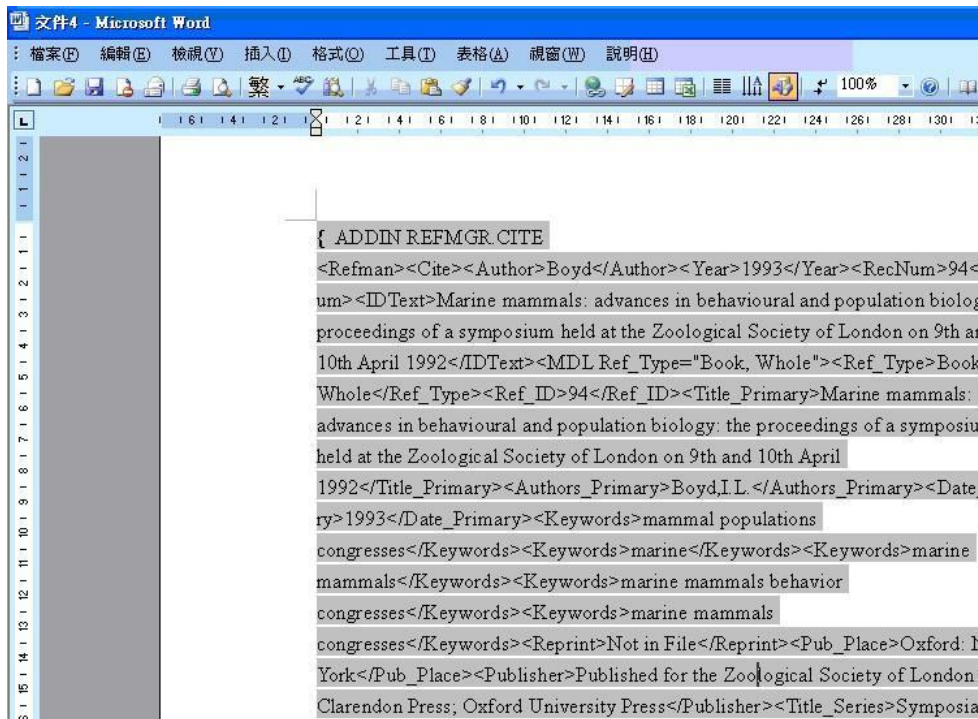 文件4 - Microsoft Word
檔案(F) 編輯(E) 檢視(V) 插入(I) 格式(O) 工具(T) 表格(A) 視窗(W) 說明(H)
繁 100%
{ ADDIN REFMGR.CITE
<Refman><Cite><Author>Boyd</Author><Year>1993</Year><RecNum>94<
um><IDText>Marine mammals: advances in behavioural and population
proceedings of a symposium held at the Zoological Society of London on 9th
10th April 1992</IDText><MDL Ref_Type="Book, Whole"><Ref_Type>Book
Whole</Ref_Type><Ref_ID>94</Ref_ID><Title_Primary>Marine mammals:
advances in behavioural and population biology: the proceedings of a
held at the Zoological Society of London on 9th and 10th April
1992</Title_Primary><Authors_Primary>Boyd,I.L.</Authors_Primary><Date_
ry>1993</Date_Primary><Keywords>mammal populations
congresses</Keywords><Keywords>marine</Keywords><Keywords>marine
mammals</Keywords><Keywords>marine mammals behavior
congresses</Keywords><Keywords>marine mammals
congresses</Keywords><Reprint>Not in File</Reprint><Pub_Place>Oxford:
York</Pub_Place><Publisher>Published for the Zoological Society of London
Clarendon Press; Oxford University Press</Publisher><Title_Series>Symposia